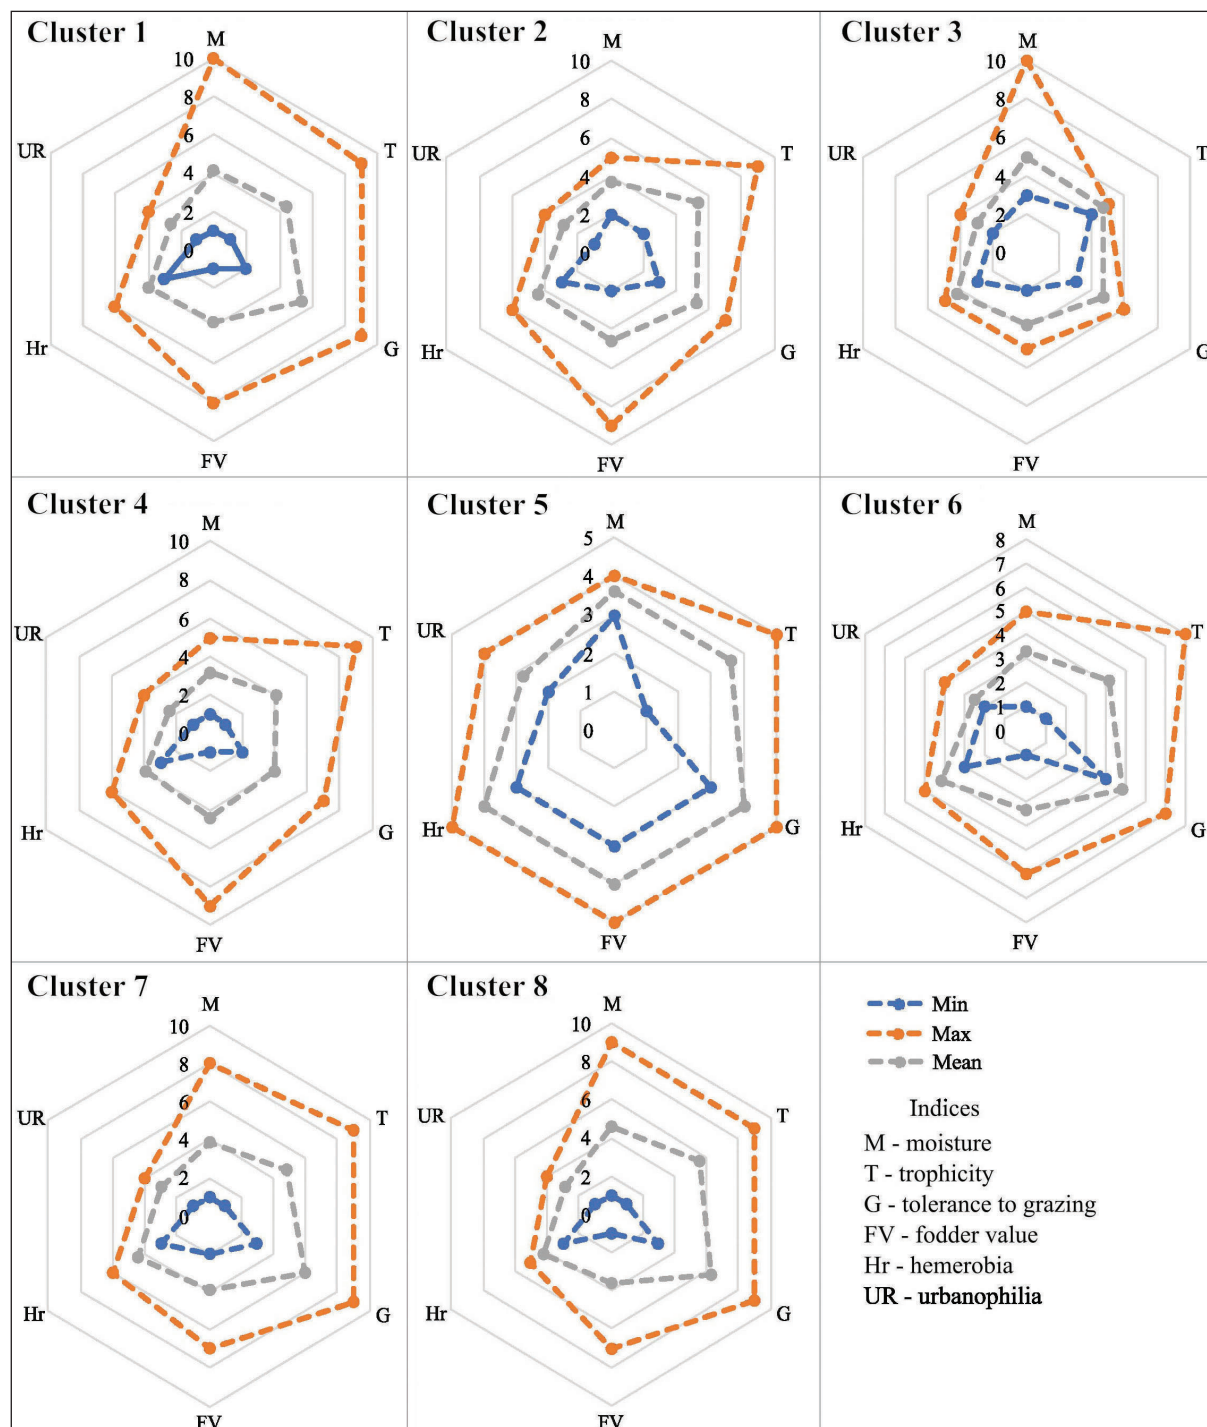 Cluster 1
M
10
8
6
4
2
0
T
G
FV
Hr
UR
Cluster 2
M
10
8
6
4
2
0
T
G
FV
Hr
UR
Cluster 3
M
10
8
6
4
2
0
T
G
FV
Hr
UR
Cluster 4
M
10
8
6
4
2
0
T
G
FV
Hr
UR
Cluster 5
M
5
4
3
2
1
0
T
G
FV
Hr
UR
Cluster 6
M
8
7
6
5
4
3
2
1
0
T
G
FV
Hr
UR
Cluster 7
M
10
8
6
4
2
0
T
G
FV
Hr
UR
Cluster 8
M
10
8
6
4
2
0
T
G
FV
Hr
UR
Min
Max
Mean
Indices
M - moisture
T - trophicity
G - tolerance to grazing
FV - fodder value
Hr - hemerobia
UR - urbanophilia